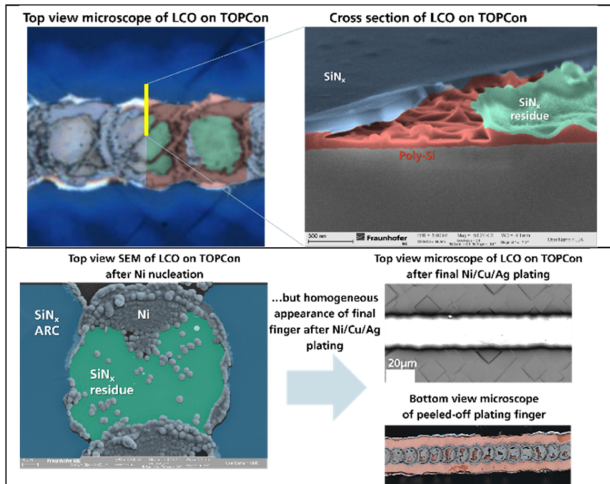 Top view microscope of LCO on TOPCon
Cross section of LCO on TOPCon
SiNx
SiNx
residue
Poly-Si
300 nm
Fraunhofer
Top view SEM of LCO on TOPCon
after Ni nucleation
SiNx
ARC
Ni
SiNx
residue
...but homogeneous
appearance of final
finger after Ni/Cu/Ag
plating
Top view microscope of LCO on TOPCon
after final Ni/Cu/Ag plating
20µm
Bottom view microscope
of peeled-off plating finger